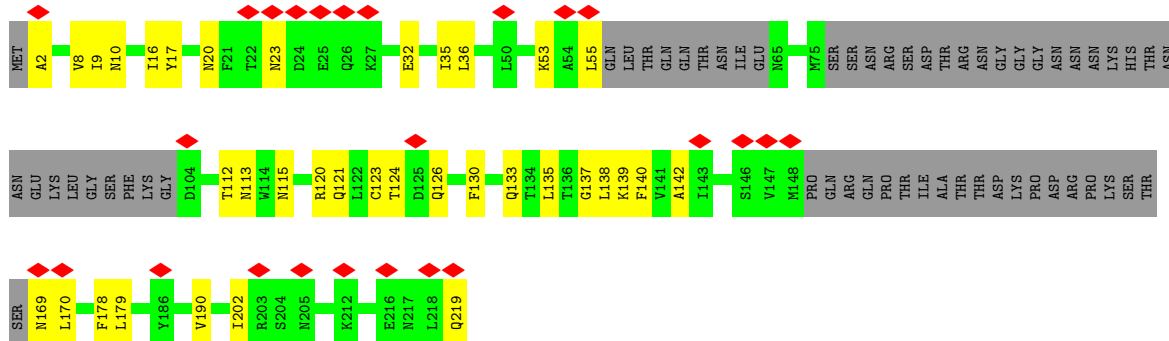 MET A2 V8 I9 N10 I16 Y17 N20 F21 T22 N23 D24 E25 Q26 K27 E32 I35 L36 L50 K53 A54 L55 GLN LEU THR GLN GLN THR ASN ILE GLU N65 M75 SER SER ASN ARG SER ASP THR ARG ASN GLY GLY GLY ASN ASN ASN LYS HIS THR ASN
ASN GLU LYS LEU GLY SER PHE LYS GLY D104 T112 N113 W114 N115 R120 Q121 L122 C123 T124 D125 Q126 F130 Q133 T134 L135 T136 G137 L138 K139 F140 V141 A142 I143 S146 V147 M148 PRO GLN ARG GLN PRO THR ILE ALA THR THR ASP LYS PRO ASP ARG PRO LYS SER THR
SER N169 L170 F178 L179 Y186 V190 I202 R203 S204 N205 K212 E216 N217 L218 Q219